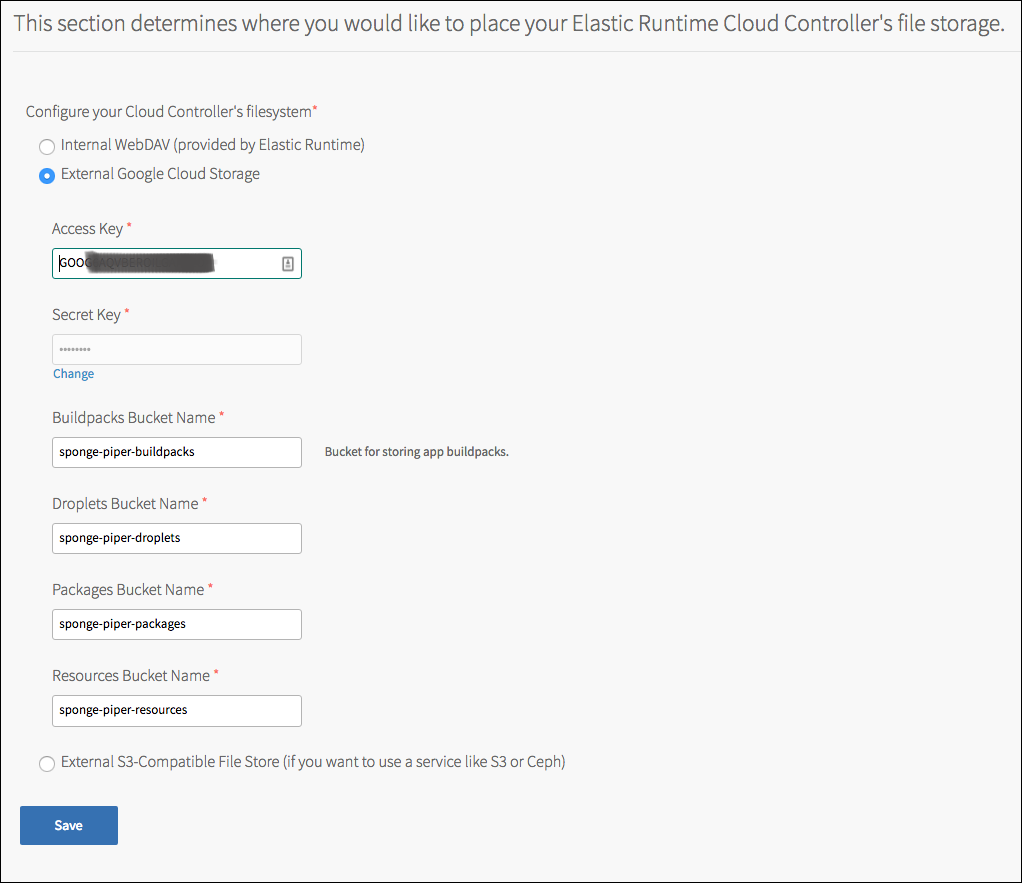 This section determines where you would like to place your Elastic Runtime Cloud Controller's file storage.
Configure your Cloud Controller's filesystem*
Internal WebDAV (provided by Elastic Runtime)
External Google Cloud Storage
Access Key *
GOOG
Secret Key *
••••••••
Change
Buildpacks Bucket Name *
sponge-piper-buildpacks
Bucket for storing app buildpacks.
Droplets Bucket Name *
sponge-piper-droplets
Packages Bucket Name *
sponge-piper-packages
Resources Bucket Name *
sponge-piper-resources
External S3-Compatible File Store (if you want to use a service like S3 or Ceph)
Save